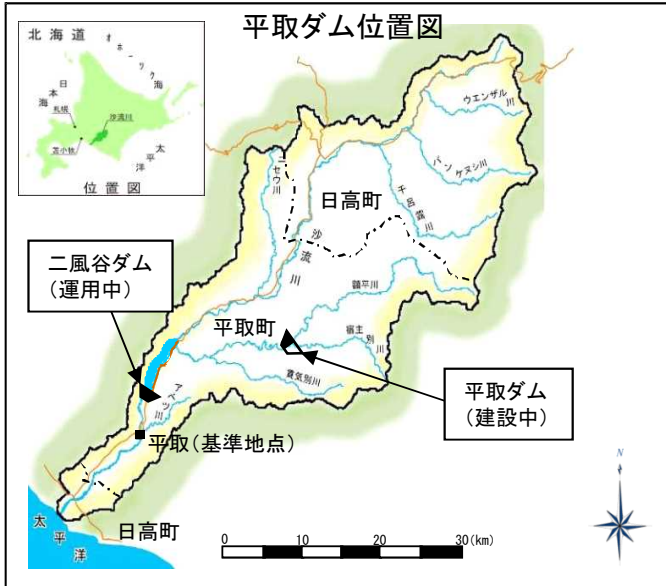 平取ダム位置図
北海道
オホーツク海
日本海
札幌
沙流川
苫小牧
太平洋
位置図
ウエンザル川
パンケヌシ川
千呂露川
ニセウ川
日高町
沙流川
二風谷ダム
(運用中)
額平川
宿主別川
平取町
貫気別川
アベツ川
平取ダム
(建設中)
平取(基準地点)
日高町
太平洋
N
0 10 20 30(km)